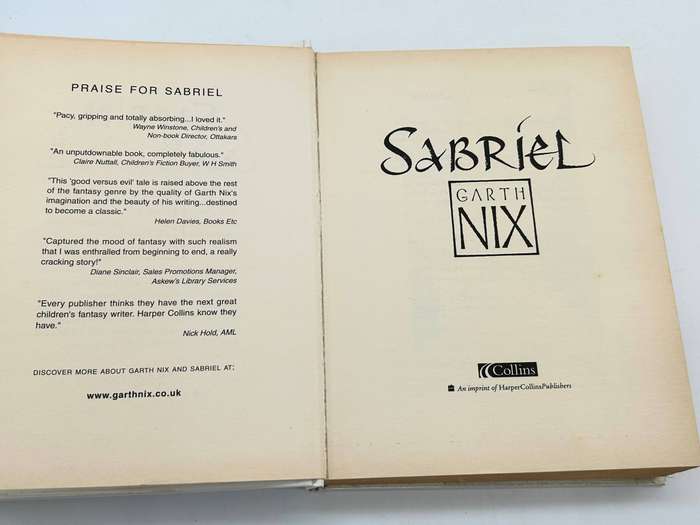 PRAISE FOR SABRIEL
"Pacy, gripping and totally absorbing...I loved it."
Wayne Winstone, Children's and
Non-book Director, Ottakars
"An unputdownable book, completely fabulous."
Claire Nuttall, Children's Fiction Buyer, W H Smith
"This 'good versus evil' tale is raised above the rest
of the fantasy genre by the quality of Garth Nix's
imagination and the beauty of his writing...destined
to become a classic."
Helen Davies, Books Etc
"Captured the mood of fantasy with such realism
that I was enthralled from beginning to end, a really
cracking story!"
Diane Sinclair, Sales Promotions Manager,
Askew's Library Services
"Every publisher thinks they have the next great
children's fantasy writer. Harper Collins know they
have."
Nick Hold, AML
DISCOVER MORE ABOUT GARTH NIX AND SABRIEL AT:
www.garthnix.co.uk
SABRIEL
GARTH
NIX
Collins
An imprint of HarperCollinsPublishers